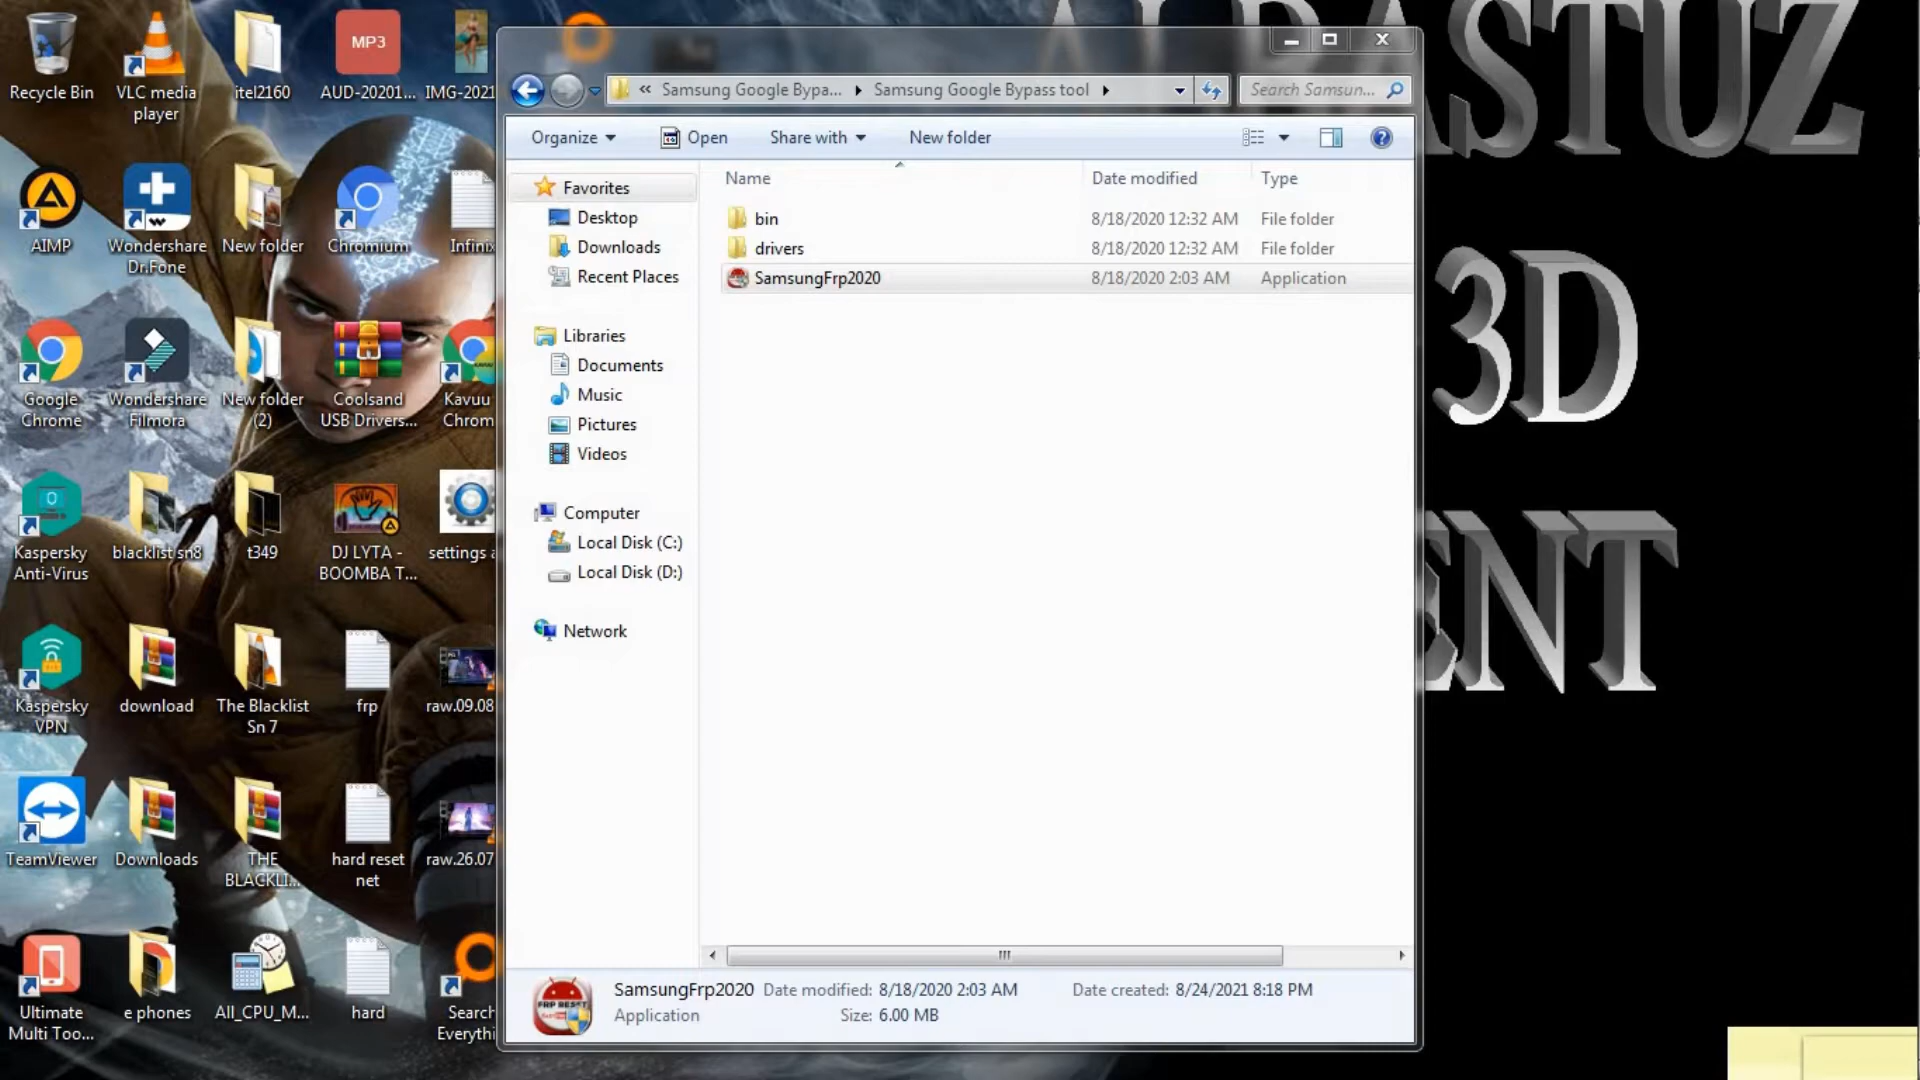 Recycle Bin
VLC media
player
itel2160
MP3
AUD-20201...
IMG-2021
AIMP
Wondershare
Dr.Fone
New folder
Chromium
Infinix
Google
Chrome
Wondershare
Filmora
New folder
(2)
Coolsand
USB Drivers...
Kavuu
Chrom
Kaspersky
Anti-Virus
blacklist sn8
t349
DJ LYTA -
BOOMBA T...
settings a
Kaspersky
VPN
download
The Blacklist
Sn 7
frp
raw.09.08
TeamViewer
Downloads
THE
BLACKLI...
hard reset
net
raw.26.07
Ultimate
Multi Too...
e phones
All_CPU_M...
hard
Search
Everythi
« Samsung Google Bypa... Samsung Google Bypass tool
Search Samsun...
Organize Open Share with New folder
Name Date modified Type
bin 8/18/2020 12:32 AM File folder
drivers 8/18/2020 12:32 AM File folder
SamsungFrp2020 8/18/2020 2:03 AM Application
Favorites
Desktop
Downloads
Recent Places
Libraries
Documents
Music
Pictures
Videos
Computer
Local Disk (C:)
Local Disk (D:)
Network
FRP RESET
SamsungFrp2020 Date modified: 8/18/2020 2:03 AM Date created: 8/24/2021 8:18 PM
Application Size: 6.00 MB
ASTUZ
3D
ENT